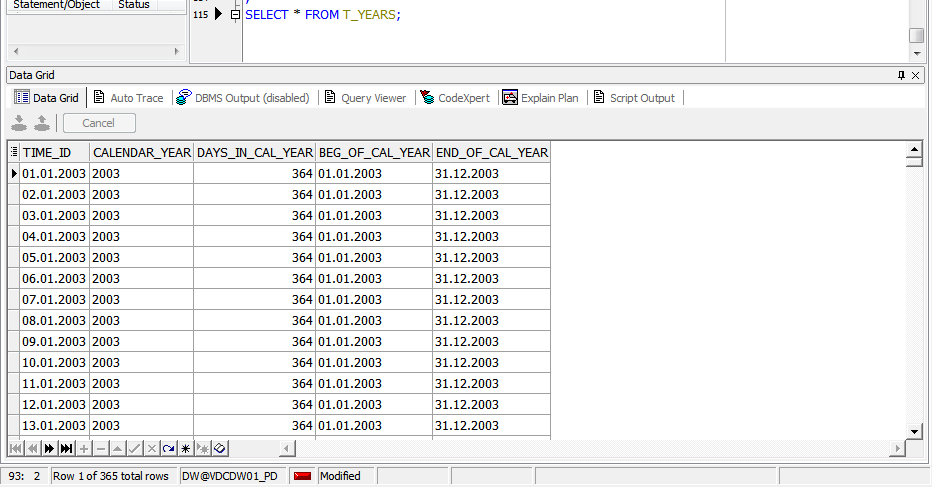 Statement/Object Status
115 SELECT * FROM T_YEARS;
Data Grid
Data Grid Auto Trace DBMS Output (disabled) Query Viewer CodeXpert Explain Plan Script Output
Cancel
TIME_ID CALENDAR_YEAR DAYS_IN_CAL_YEAR BEG_OF_CAL_YEAR END_OF_CAL_YEAR
01.01.2003 2003 364 01.01.2003 31.12.2003
02.01.2003 2003 364 01.01.2003 31.12.2003
03.01.2003 2003 364 01.01.2003 31.12.2003
04.01.2003 2003 364 01.01.2003 31.12.2003
05.01.2003 2003 364 01.01.2003 31.12.2003
06.01.2003 2003 364 01.01.2003 31.12.2003
07.01.2003 2003 364 01.01.2003 31.12.2003
08.01.2003 2003 364 01.01.2003 31.12.2003
09.01.2003 2003 364 01.01.2003 31.12.2003
10.01.2003 2003 364 01.01.2003 31.12.2003
11.01.2003 2003 364 01.01.2003 31.12.2003
12.01.2003 2003 364 01.01.2003 31.12.2003
13.01.2003 2003 364 01.01.2003 31.12.2003
93: 2 Row 1 of 365 total rows DW@VDCDW01_PD Modified